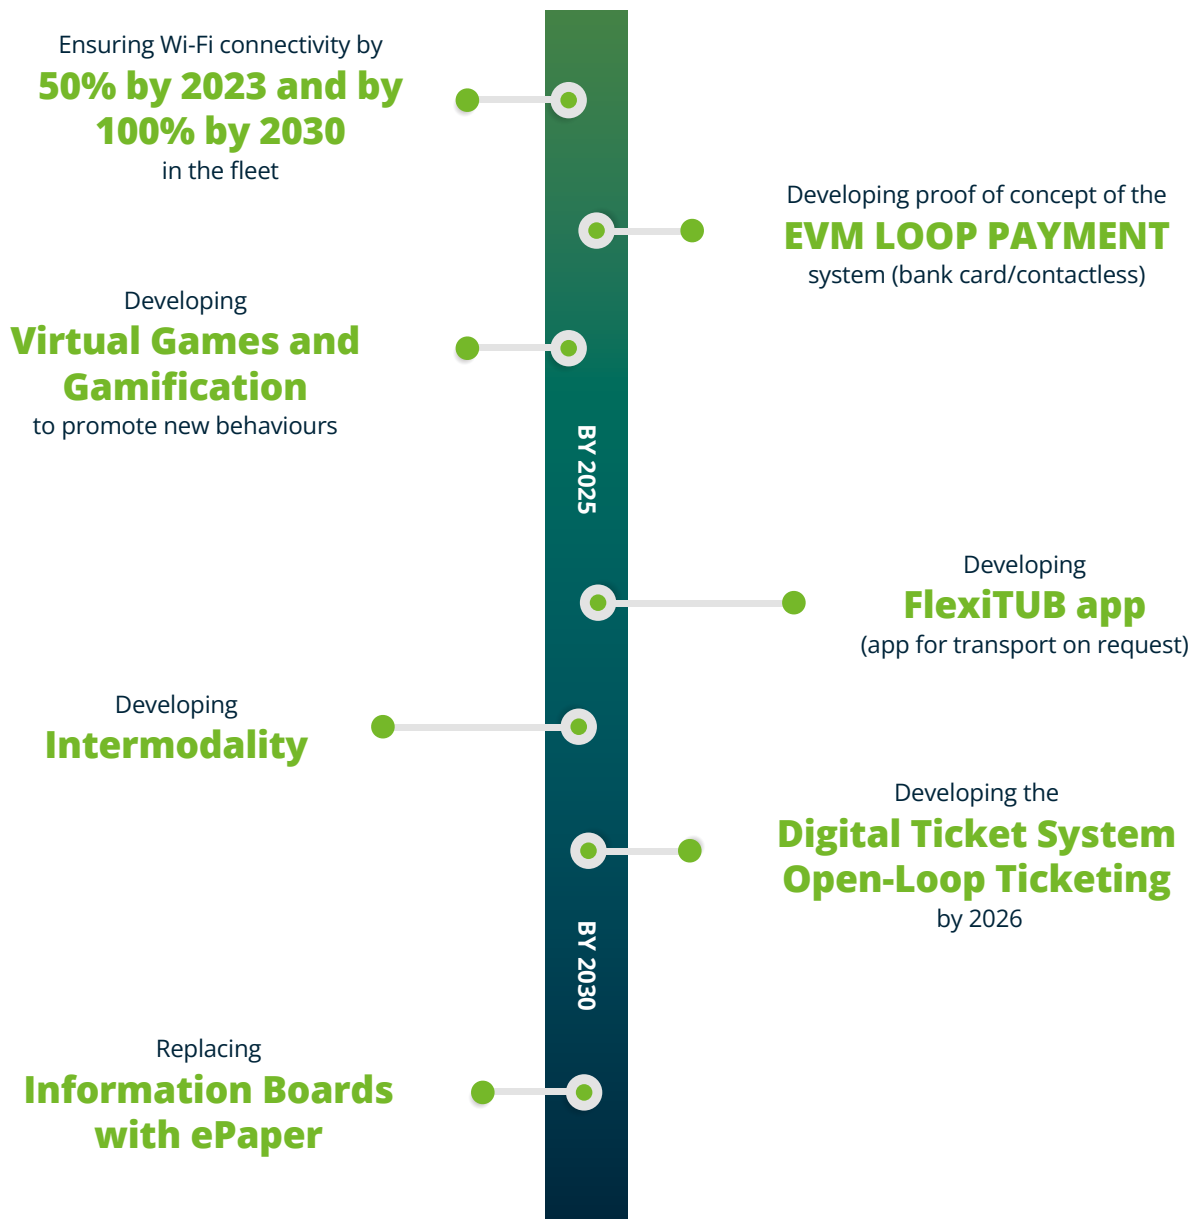 Ensuring Wi-Fi connectivity by
50% by 2023 and by
100% by 2030
in the fleet
Developing proof of concept of the
EVM LOOP PAYMENT
system (bank card/contactless)
Developing
Virtual Games and
Gamification
to promote new behaviours
BY 2025
Developing
FlexiTUB app
(app for transport on request)
Developing
Intermodality
Developing the
Digital Ticket System
Open-Loop Ticketing
by 2026
BY 2030
Replacing
Information Boards
with ePaper